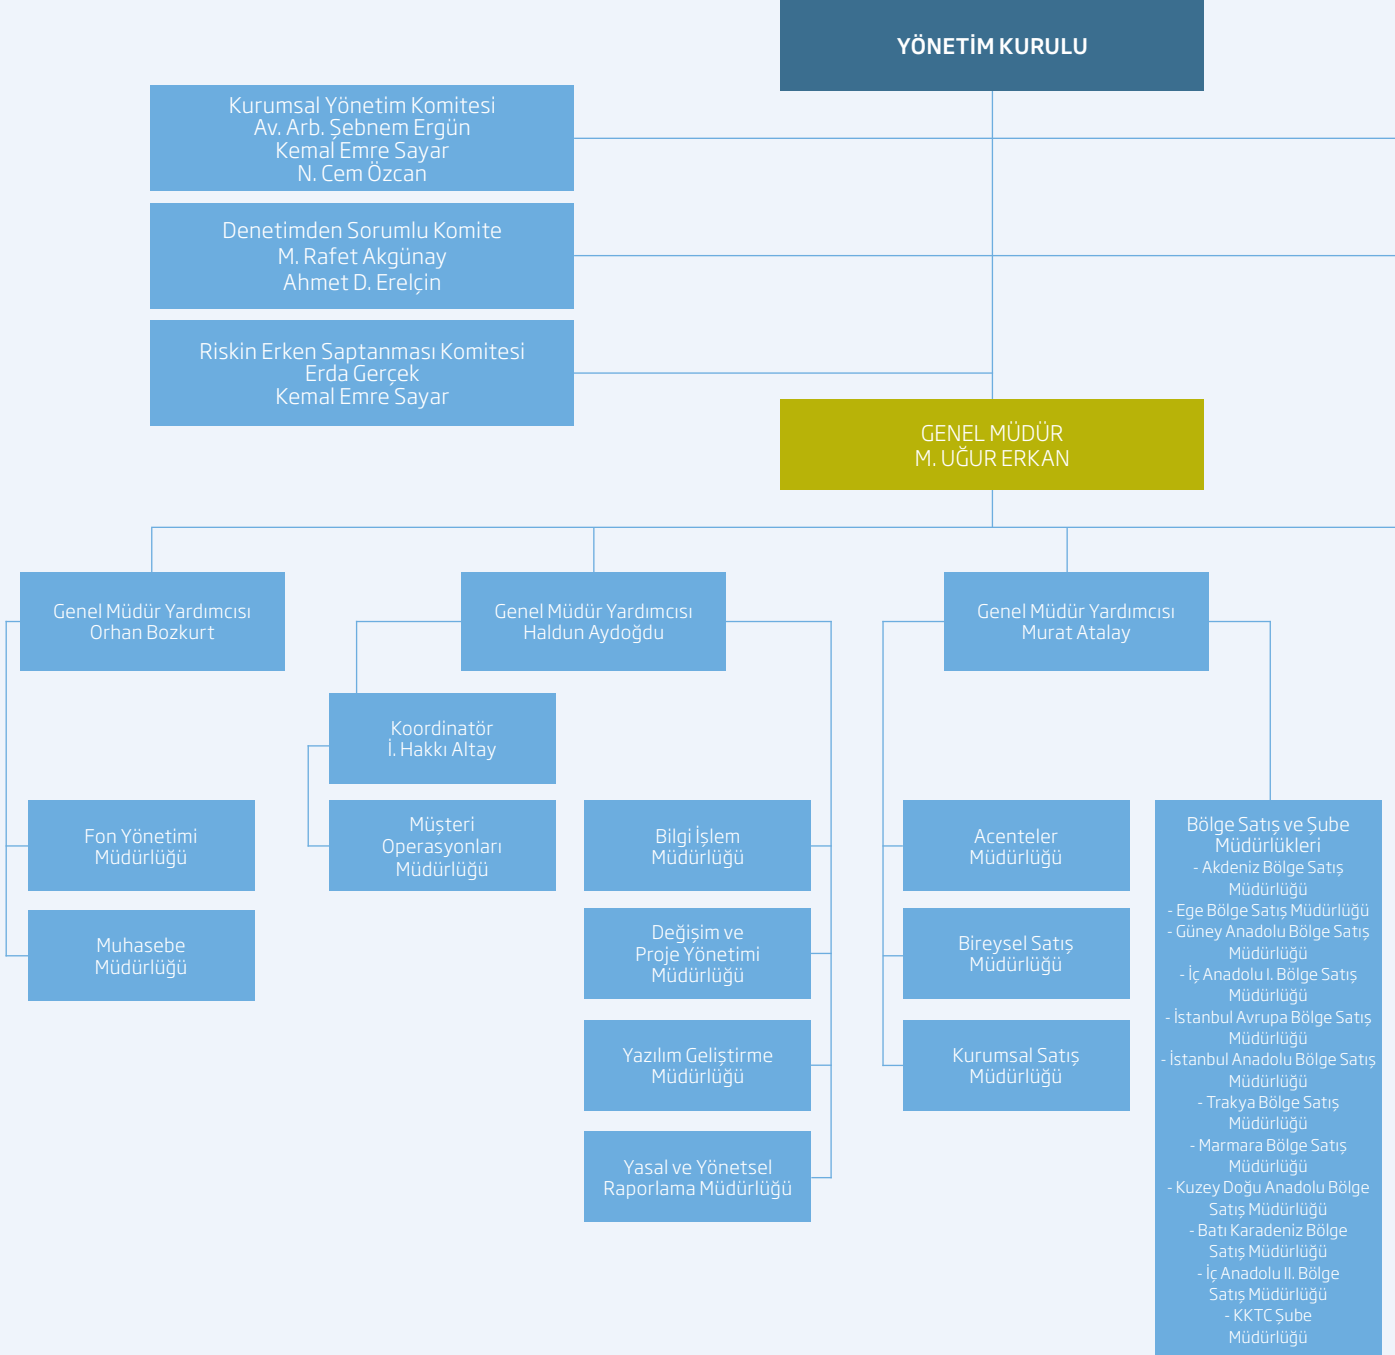 YÖNETİM KURULU
Kurumsal Yönetim Komitesi
Av. Arb. Şebnem Ergün
Kemal Emre Sayar
N. Cem Özcan
Denetimden Sorumlu Komite
M. Rafet Akgünay
Ahmet D. Erelçin
Riskin Erken Saptanması Komitesi
Erda Gerçek
Kemal Emre Sayar
GENEL MÜDÜR
M. UĞUR ERKAN
Genel Müdür Yardımcısı
Orhan Bozkurt
Genel Müdür Yardımcısı
Haldun Aydoğdu
Genel Müdür Yardımcısı
Murat Atalay
Koordinatör
İ. Hakkı Altay
Fon Yönetimi
Müdürlüğü
Muhasebe
Müdürlüğü
Müşteri
Operasyonları
Müdürlüğü
Bilgi İşlem
Müdürlüğü
Değişim ve
Proje Yönetimi
Müdürlüğü
Yazılım Geliştirme
Müdürlüğü
Yasal ve Yönetsel
Raporlama Müdürlüğü
Acenteler
Müdürlüğü
Bireysel Satış
Müdürlüğü
Kurumsal Satış
Müdürlüğü
Bölge Satış ve Şube
Müdürlükleri
- Akdeniz Bölge Satış
Müdürlüğü
- Ege Bölge Satış Müdürlüğü
- Güney Anadolu Bölge Satış
Müdürlüğü
- İç Anadolu I. Bölge Satış
Müdürlüğü
- İstanbul Avrupa Bölge Satış
Müdürlüğü
- İstanbul Anadolu Bölge Satış
Müdürlüğü
- Trakya Bölge Satış
Müdürlüğü
- Marmara Bölge Satış
Müdürlüğü
- Kuzey Doğu Anadolu Bölge
Satış Müdürlüğü
- Batı Karadeniz Bölge
Satış Müdürlüğü
- İç Anadolu II. Bölge
Satış Müdürlüğü
- KKTC Şube
Müdürlüğü